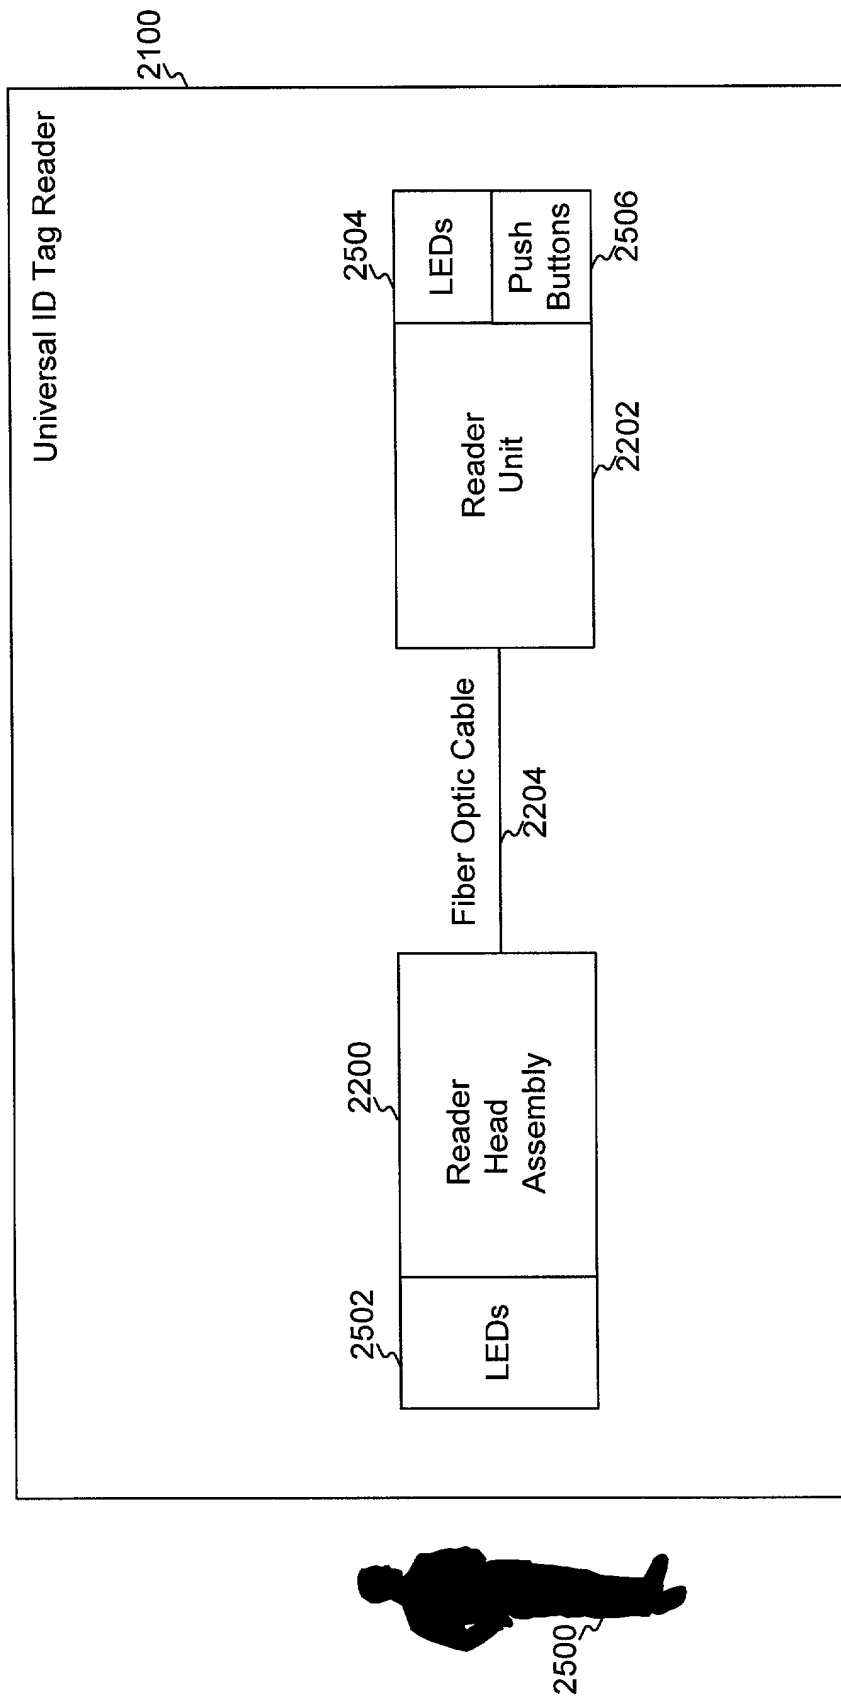 2100
Universal ID Tag Reader
2502
LEDs
2200
Reader
Head
Assembly
Fiber Optic Cable
2204
Reader
Unit
2202
2504
LEDs
Push
Buttons
2506
2500